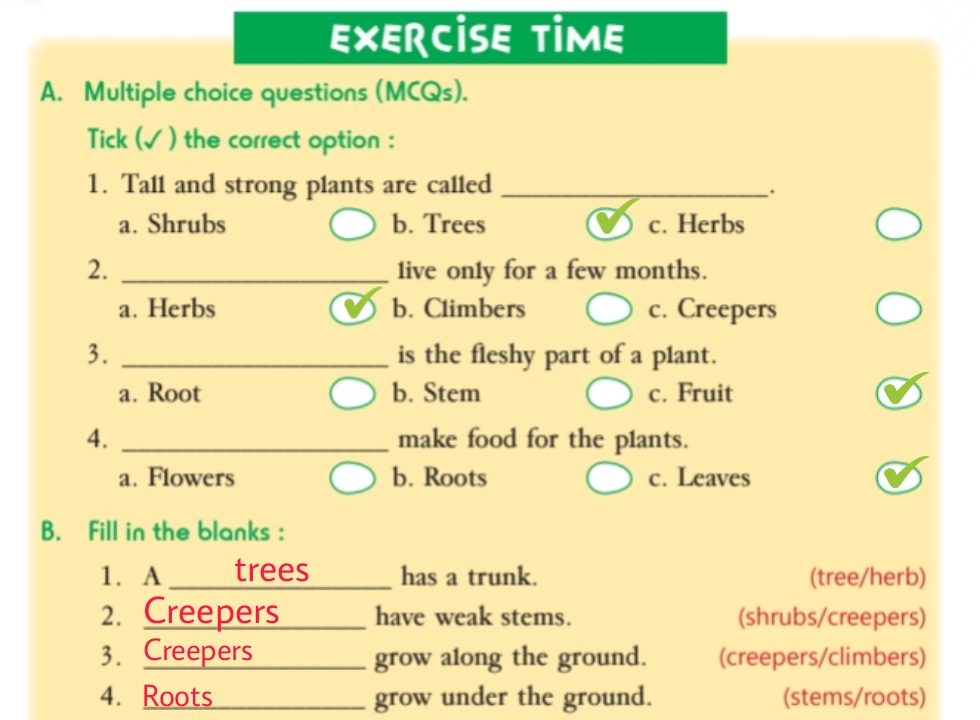 EXERCISE TIME
A. Multiple choice questions (MCQs).
Tick (✓) the correct option :
1. Tall and strong plants are called ____________________.
a. Shrubs b. Trees ✓ c. Herbs
2. ____________________ live only for a few months.
a. Herbs ✓ b. Climbers c. Creepers
3. ____________________ is the fleshy part of a plant.
a. Root b. Stem c. Fruit ✓
4. ____________________ make food for the plants.
a. Flowers b. Roots c. Leaves ✓
B. Fill in the blanks :
1. A trees has a trunk. (tree/herb)
2. Creepers have weak stems. (shrubs/creepers)
3. Creepers grow along the ground. (creepers/climbers)
4. Roots grow under the ground. (stems/roots)